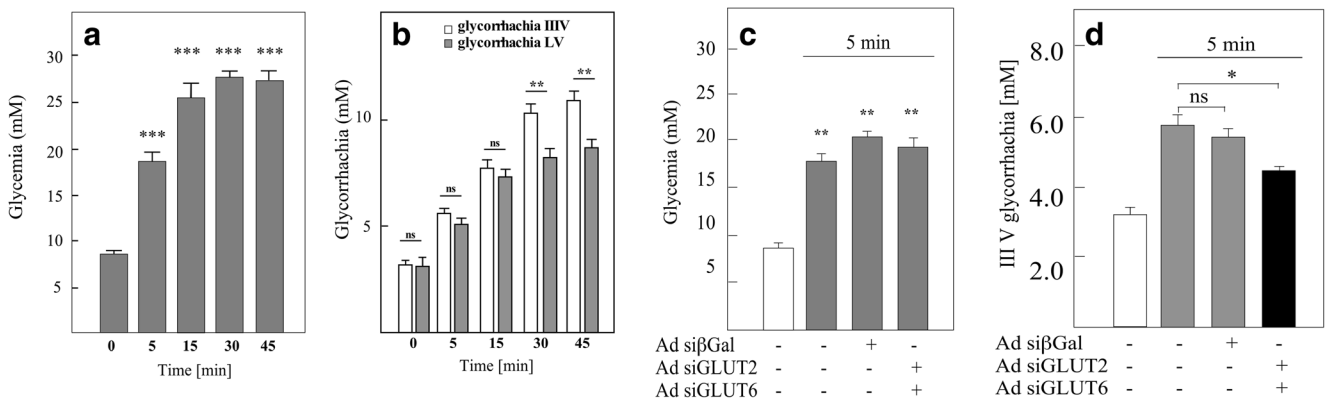 a
***
***
***
***
30
25
20
15
10
5
0
5
15
30
45
Glycemia (mM)
Time [min]
b
glycorrhachia IIIV
glycorrhachia LV
ns
ns
ns
**
**
10
5
0
5
15
30
45
Glycorrhachia (mM)
Time [min]
c
5 min
**
**
**
30
25
20
15
10
5
Glycemia (mM)
Ad siβGal - - + -
Ad siGLUT2 - - - +
Ad siGLUT6 - - - +
d
5 min
*
ns
8.0
6.0
4.0
2.0
III V glycorrhachia [mM]
Ad siβGal - - + -
Ad siGLUT2 - - - +
Ad siGLUT6 - - - +